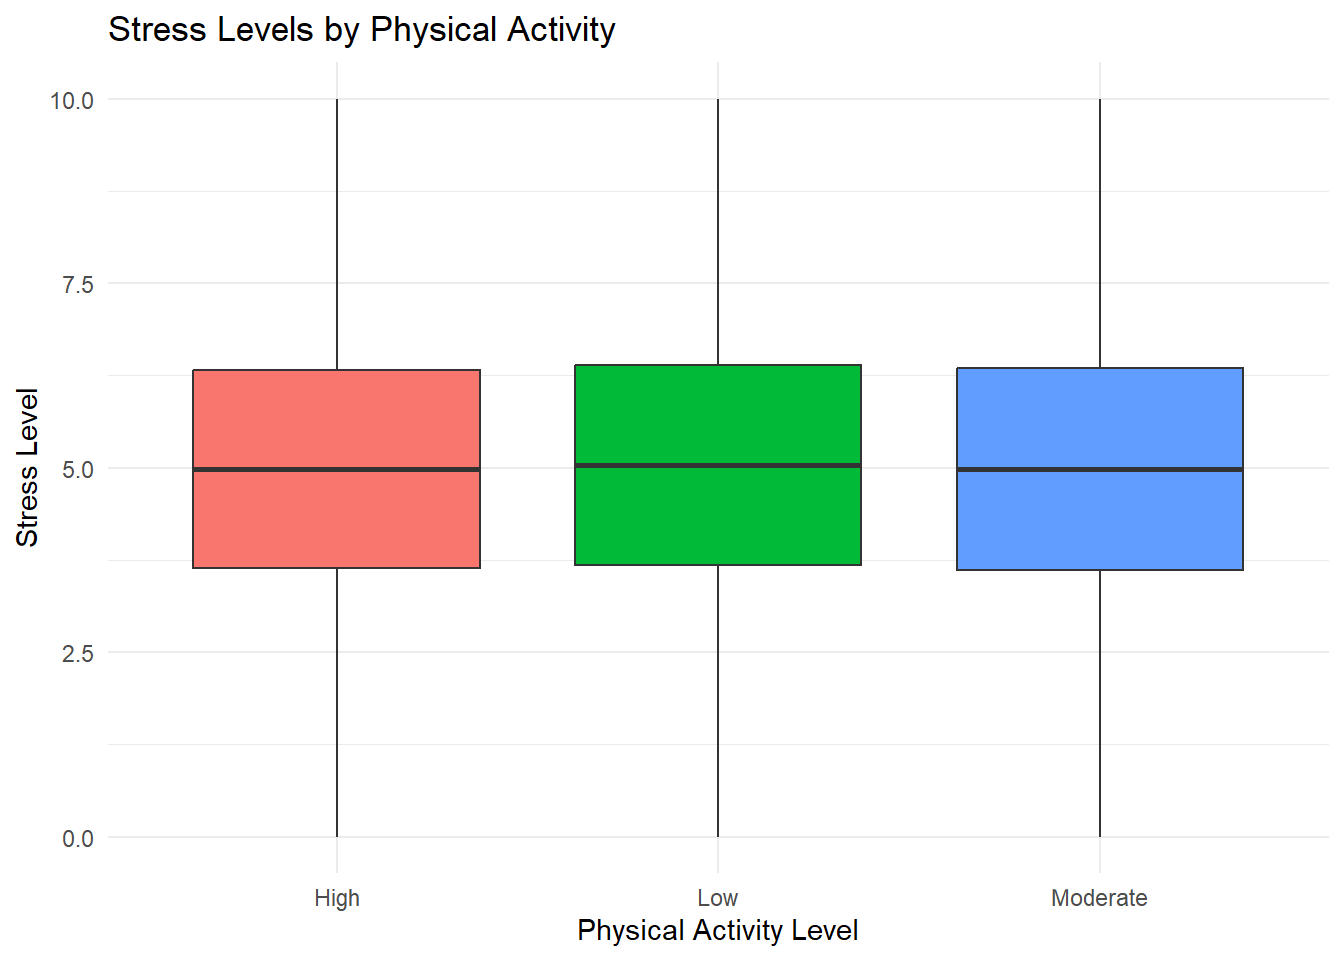 Stress Levels by Physical Activity
10.0
7.5
5.0
2.5
0.0
Stress Level
High Low Moderate
Physical Activity Level